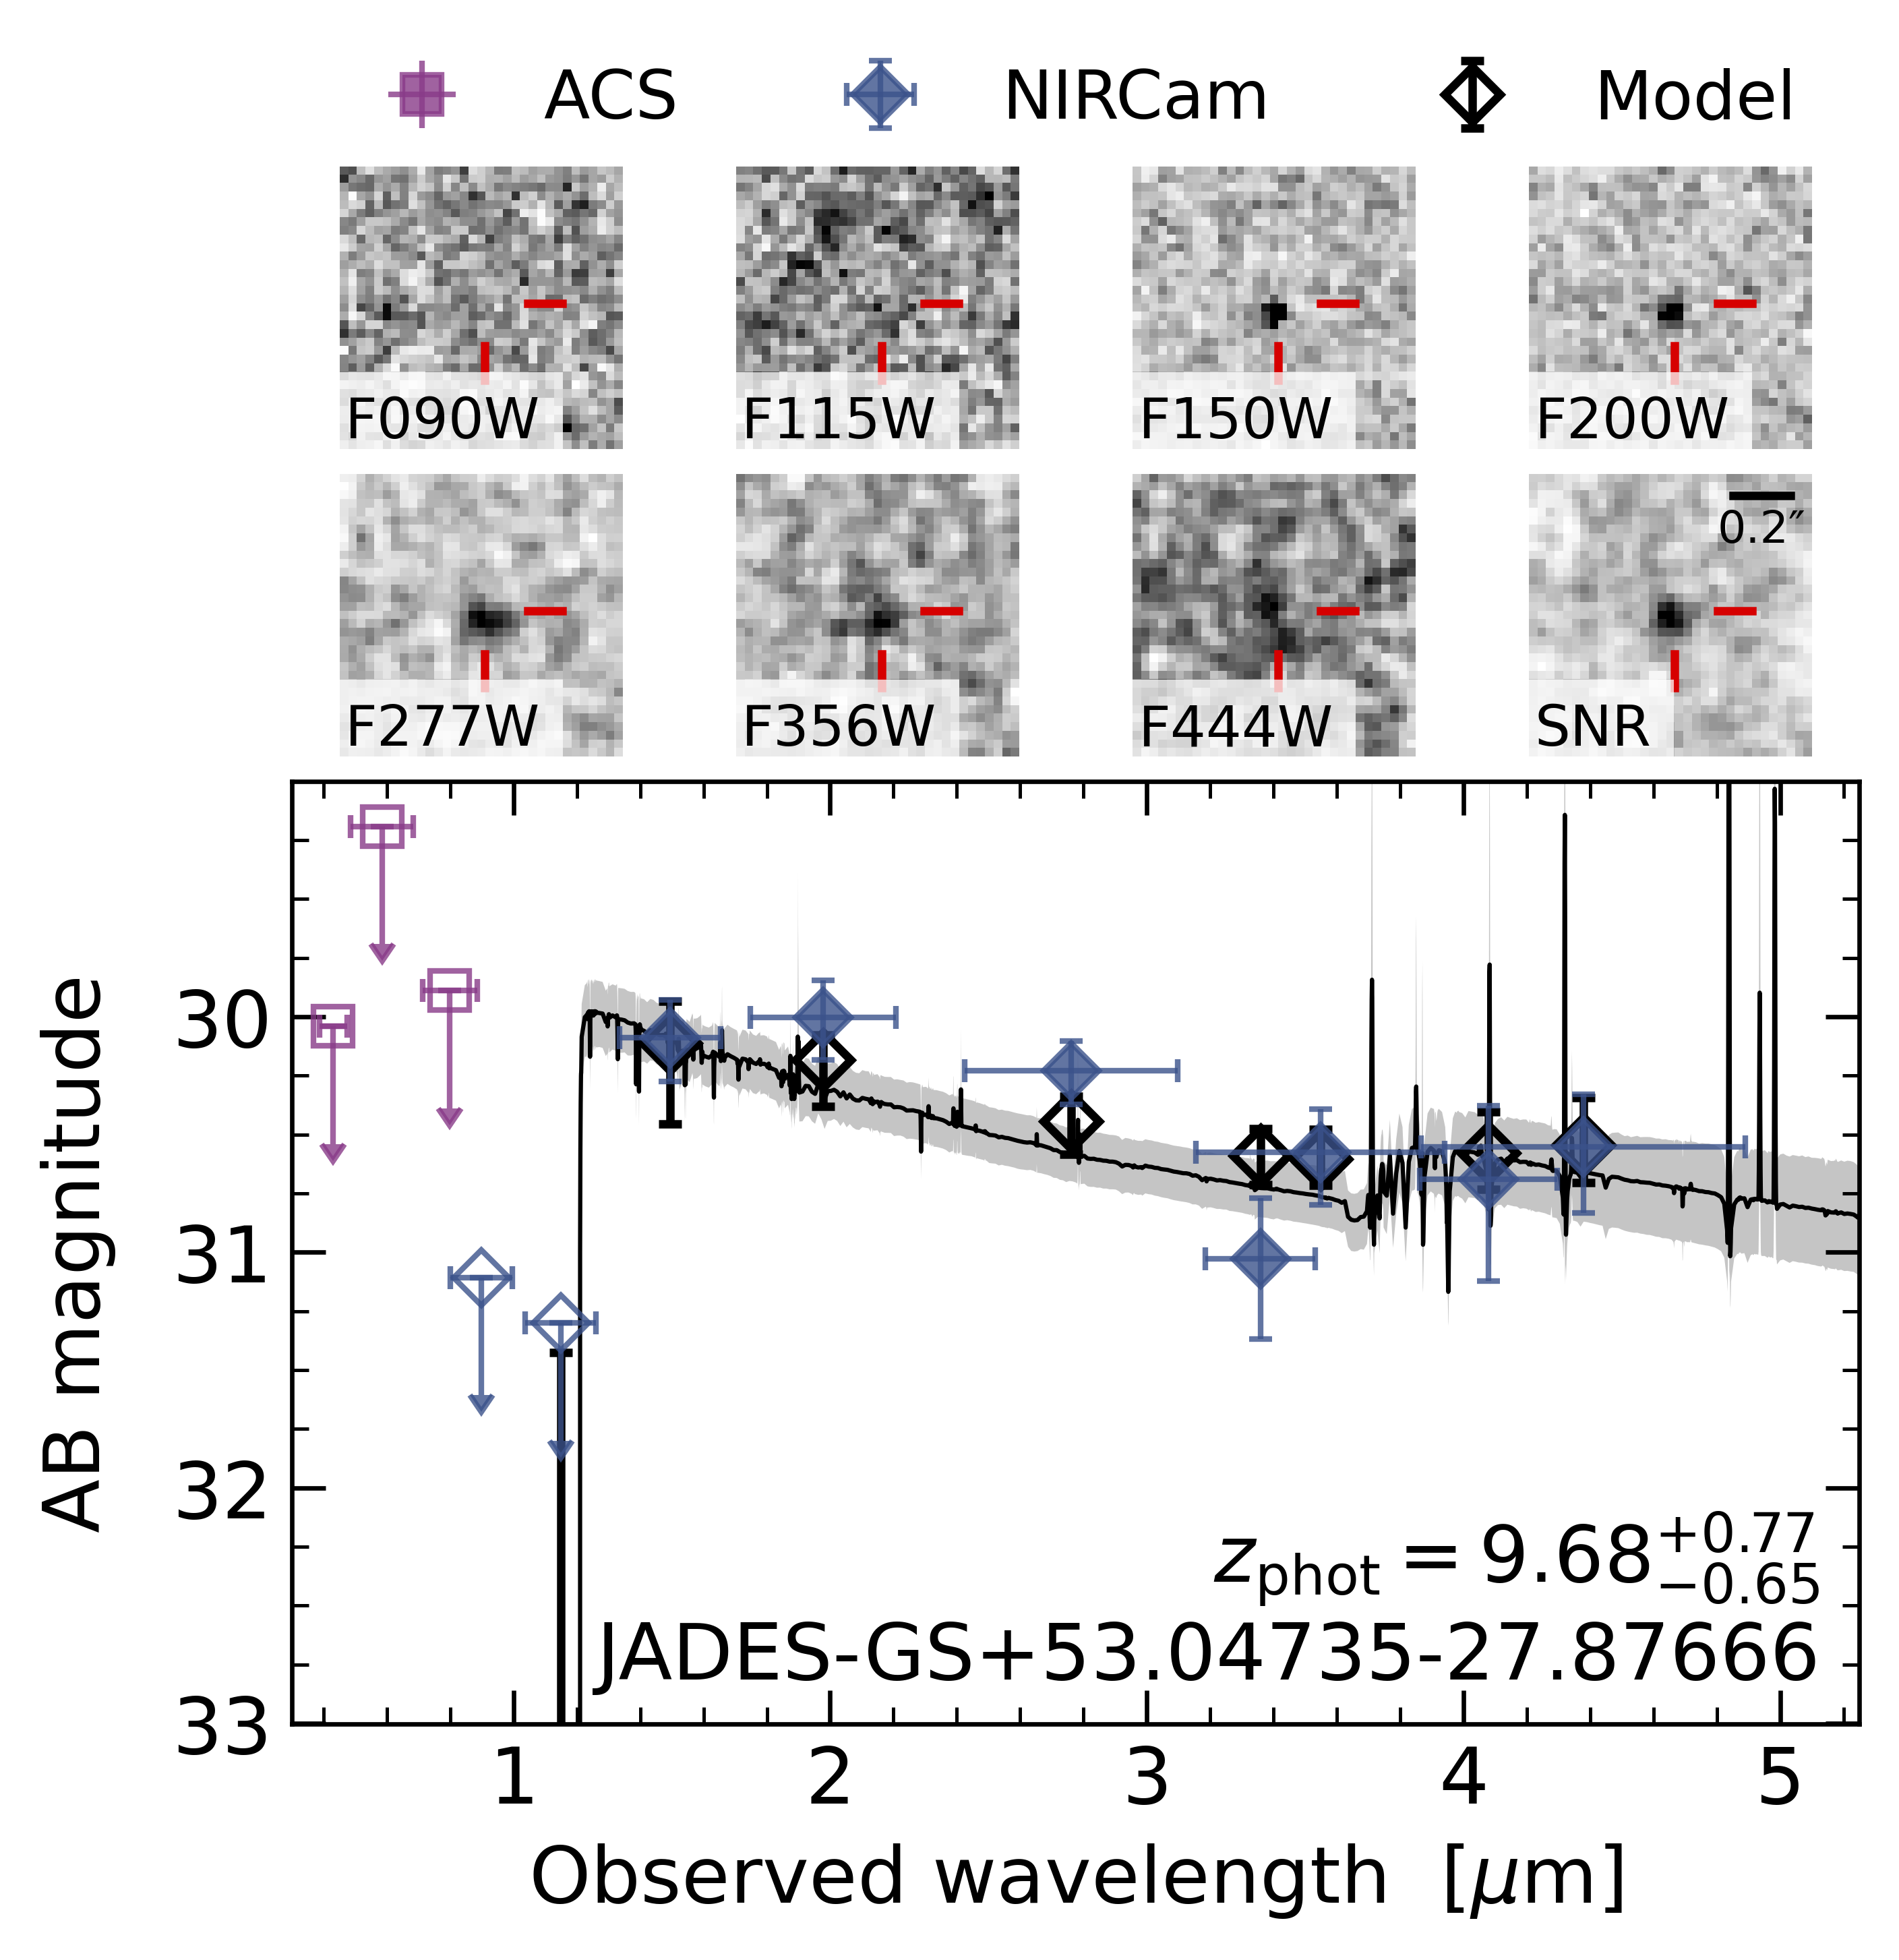 ACS NIRCam Model
F090W F115W F150W F200W
0.2″
F277W F356W F444W SNR
AB magnitude
30
31
32
33
z_phot = 9.68 +0.77 −0.65
JADES-GS+53.04735-27.87666
1 2 3 4 5
Observed wavelength [μm]